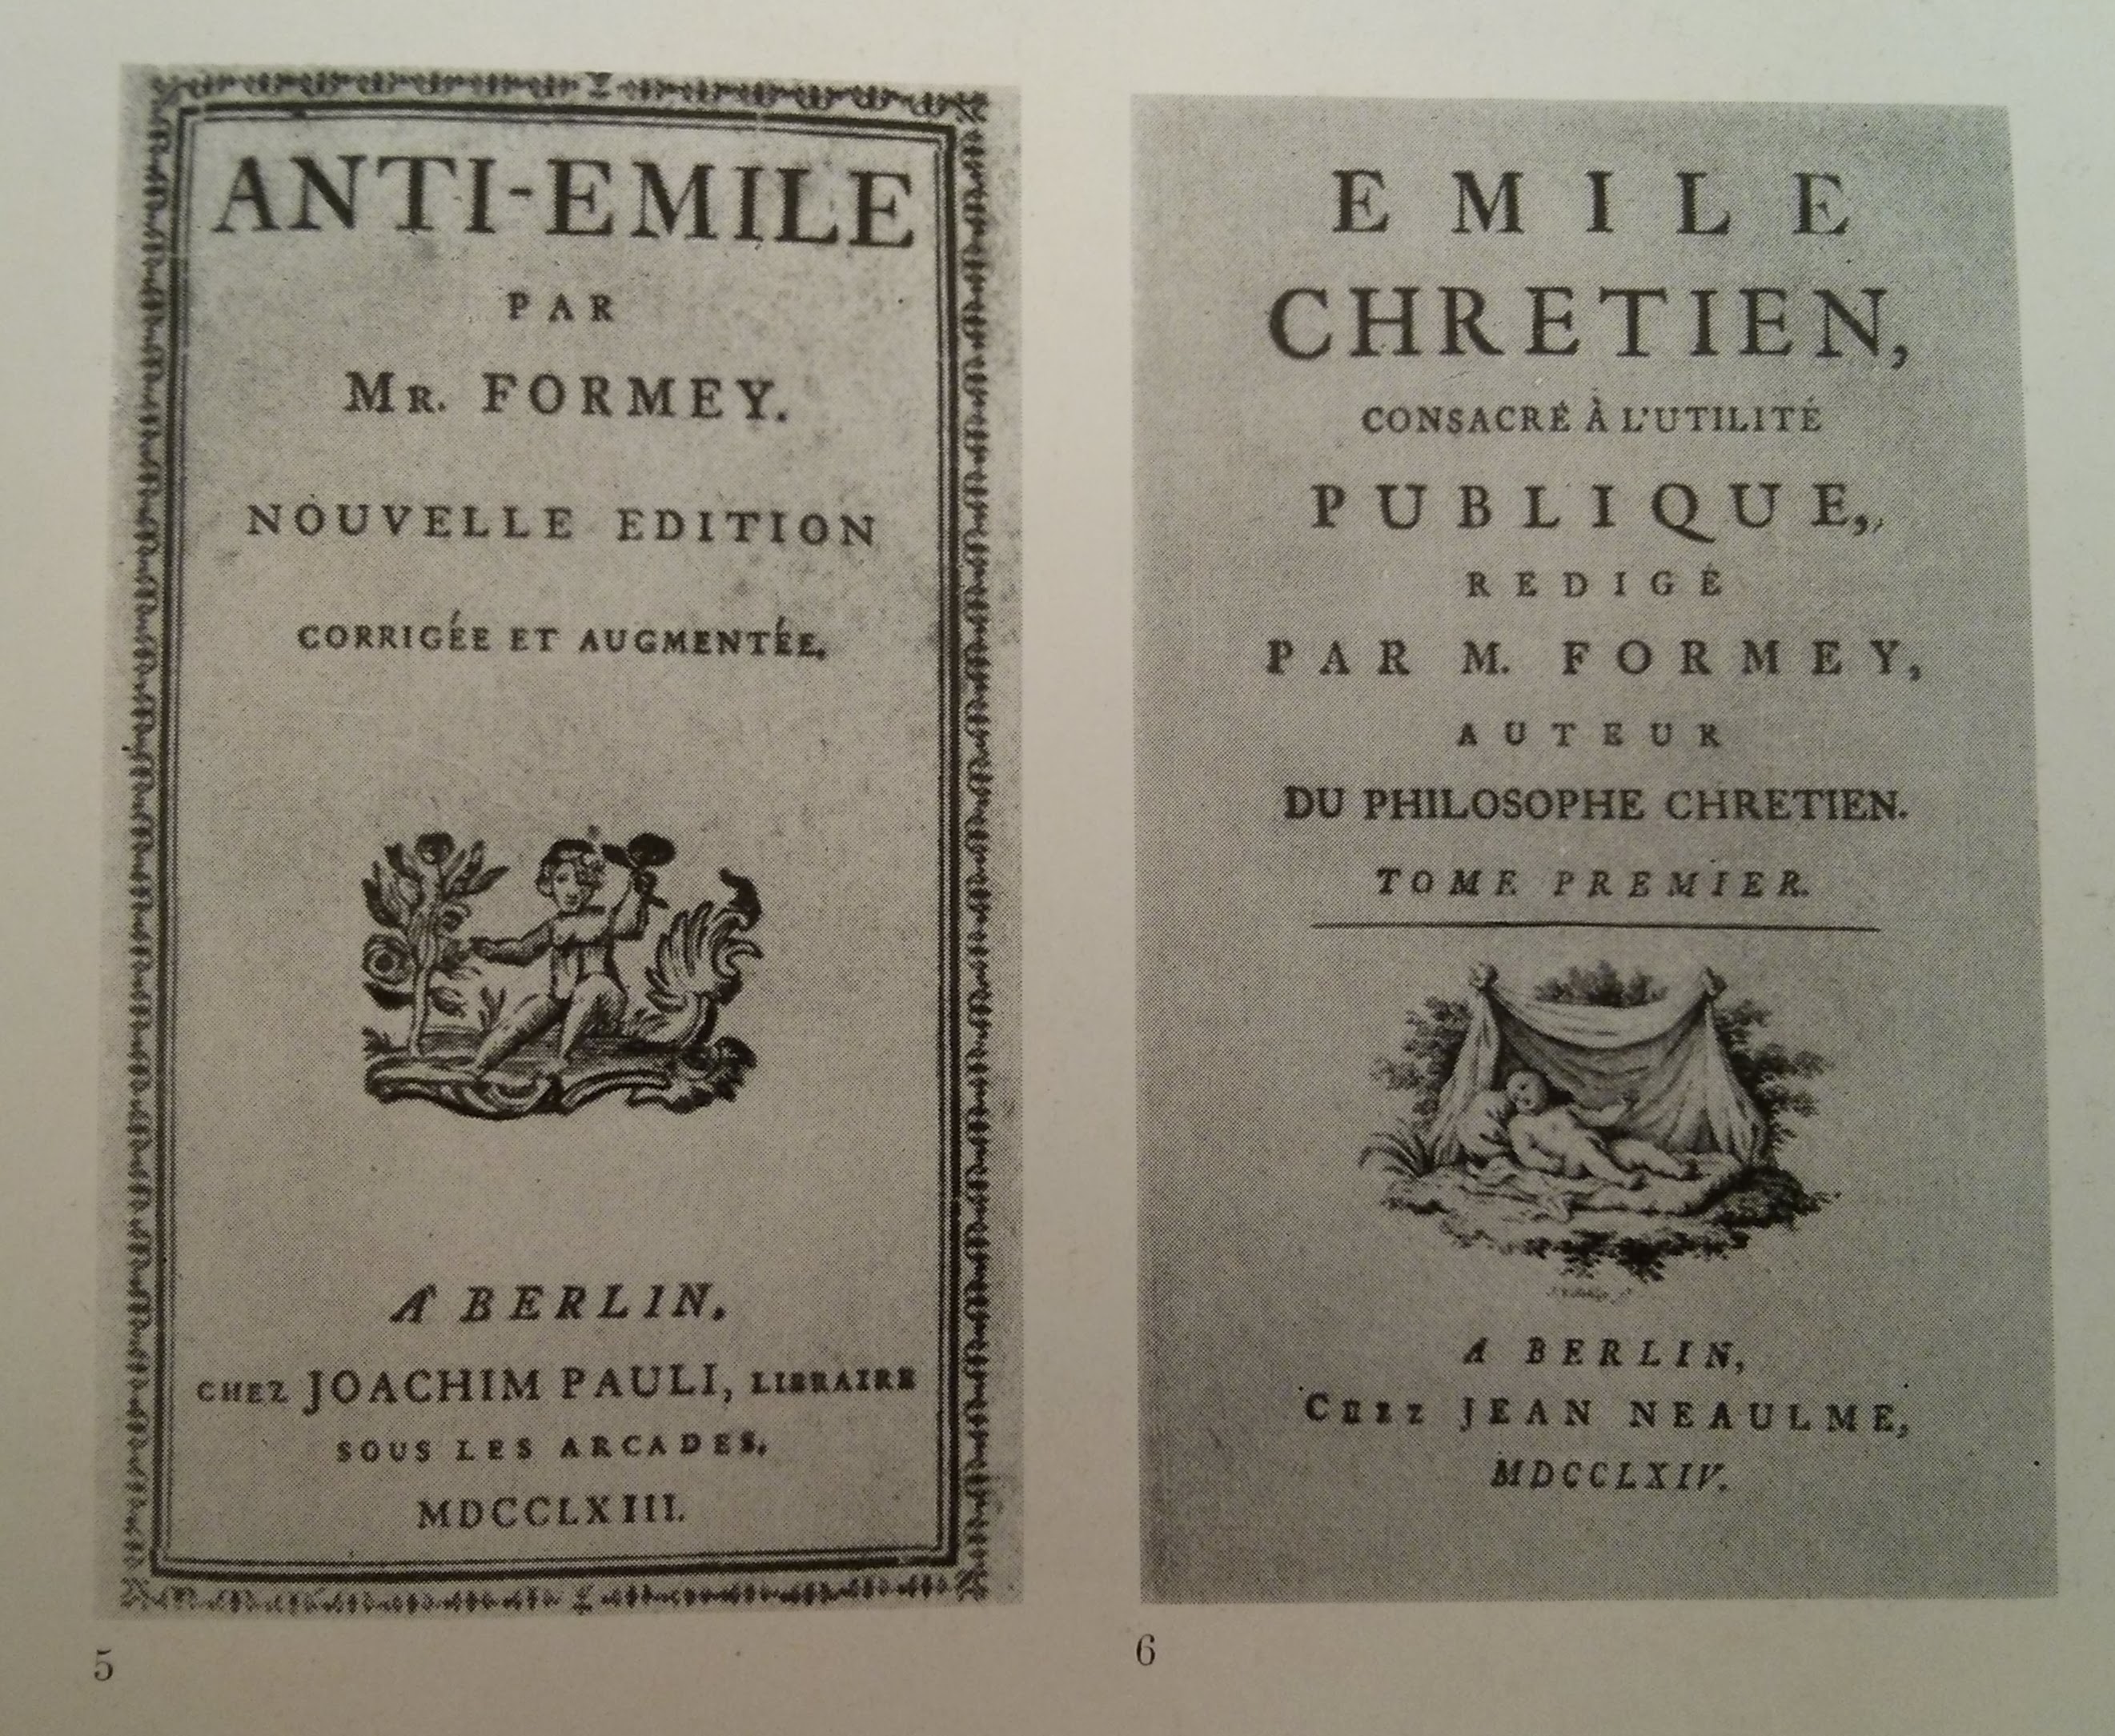 ANTI-EMILE
PAR
MR. FORMEY.
NOUVELLE EDITION
CORRIGÉE ET AUGMENTÉE.
A BERLIN,
CHEZ JOACHIM PAULI, LIBRAIRE
SOUS LES ARCADES.
MDCCLXIII.
5
EMILE
CHRETIEN,
CONSACRÉ À L'UTILITÉ
PUBLIQUE,
REDIGÉ
PAR M. FORMEY,
AUTEUR
DU PHILOSOPHE CHRETIEN.
TOME PREMIER.
A BERLIN,
CHEZ JEAN NEAULME,
MDCCLXIV.
6